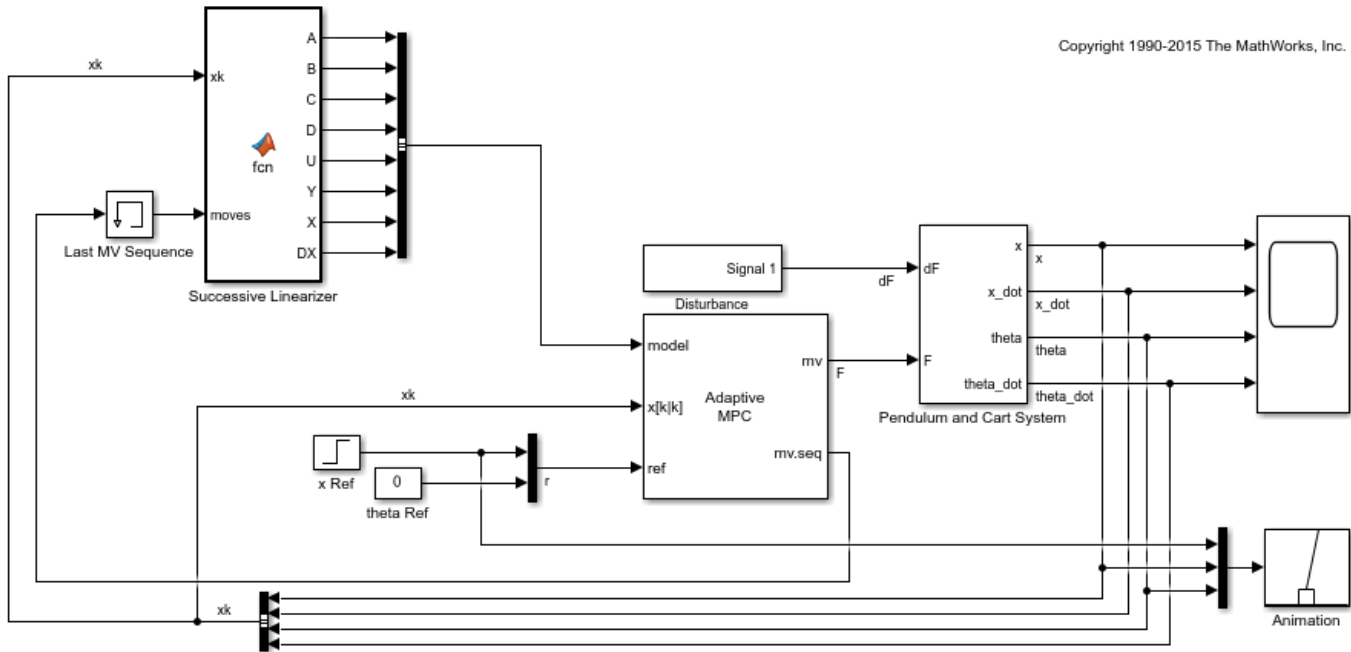 Copyright 1990-2015 The MathWorks, Inc.
xk
xk
moves
fcn
A
B
C
D
U
Y
X
DX
Last MV Sequence
Successive Linearizer
Signal 1
Disturbance
dF
dF
F
x
x_dot
theta
theta_dot
x
x_dot
theta
theta_dot
Pendulum and Cart System
model
x[k|k]
ref
Adaptive
MPC
mv
mv.seq
F
xk
x Ref
0
theta Ref
r
xk
Animation